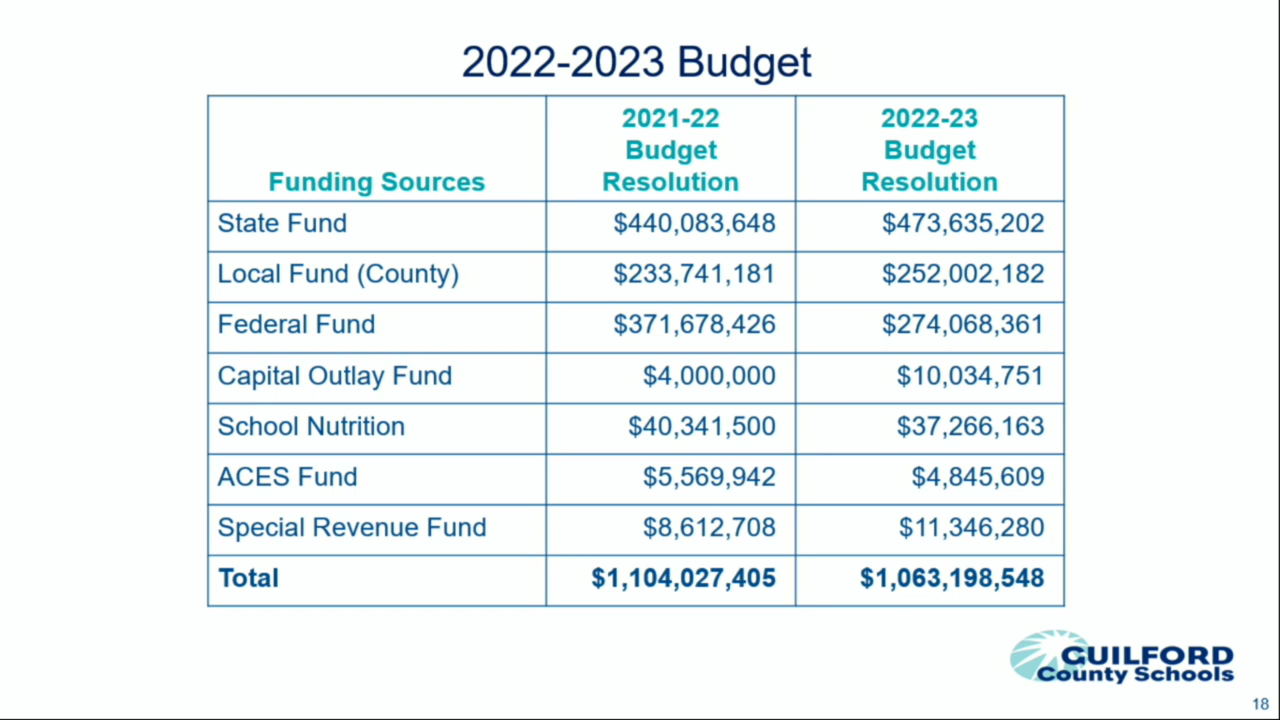 2022-2023 Budget
Funding Sources 2021-22 Budget Resolution 2022-23 Budget Resolution
State Fund $440,083,648 $473,635,202
Local Fund (County) $233,741,181 $252,002,182
Federal Fund $371,678,426 $274,068,361
Capital Outlay Fund $4,000,000 $10,034,751
School Nutrition $40,341,500 $37,266,163
ACES Fund $5,569,942 $4,845,609
Special Revenue Fund $8,612,708 $11,346,280
Total $1,104,027,405 $1,063,198,548
GUILFORD
County Schools
18